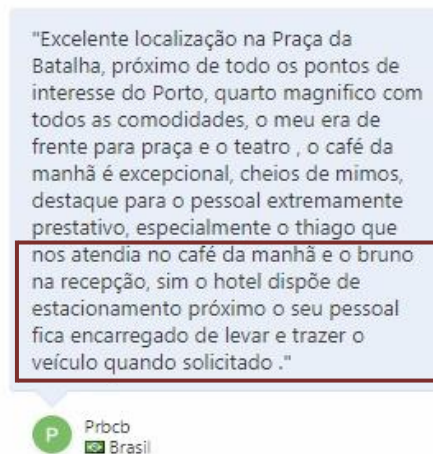 "Excelente localização na Praça da
Batalha, próximo de todo os pontos de
interesse do Porto, quarto magnifico com
todos as comodidades, o meu era de
frente para praça e o teatro , o café da
manhã é excepcional, cheios de mimos,
destaque para o pessoal extremamente
prestativo, especialmente o thiago que
nos atendia no café da manhã e o bruno
na recepção, sim o hotel dispõe de
estacionamento próximo o seu pessoal
fica encarregado de levar e trazer o
veículo quando solicitado ."
P
Prbcb
Brasil